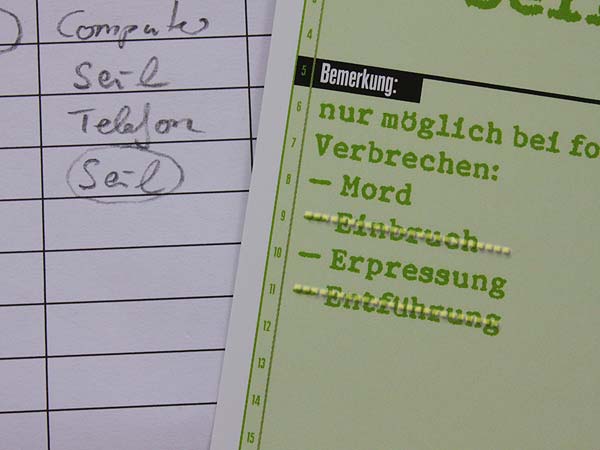 Computer
Seil
Telefon
Seil
3
4
5 Bemerkung:
6 nur möglich bei fo
7 Verbrechen:
8 – Mord
9 – Einbruch
10 – Erpressung
11 – Entführung
12
13
14
15